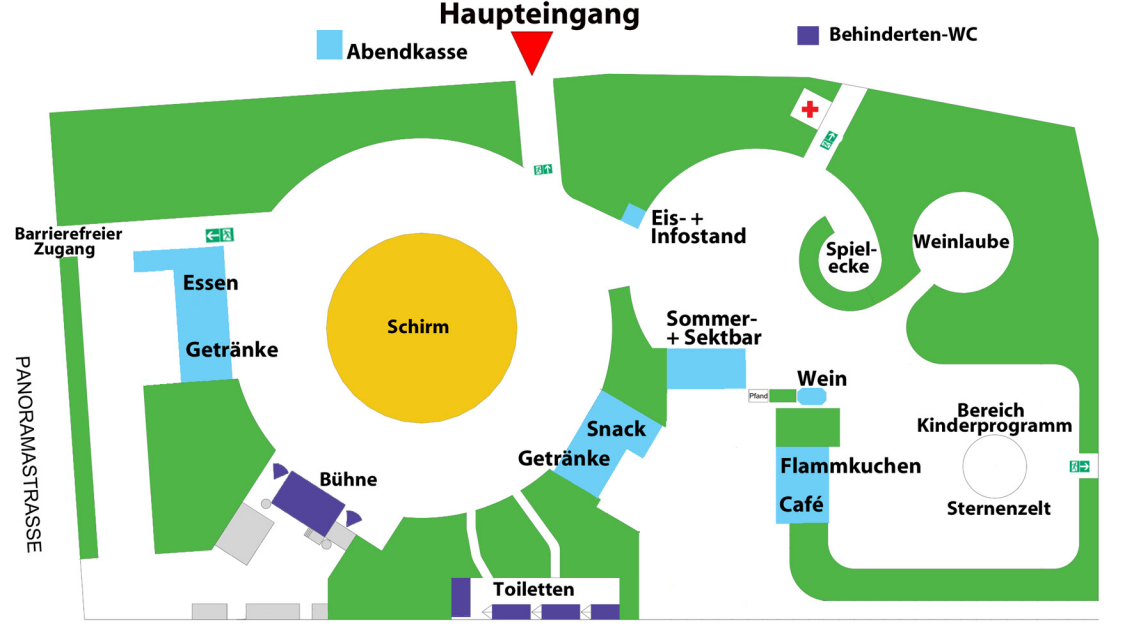 Haupteingang
Abendkasse
Behinderten-WC
Barrierefreier
Zugang
Eis- +
Infostand
Spiel-
ecke
Weinlaube
Essen
Getränke
Schirm
Sommer-
+ Sektbar
Pfand
Wein
PANORAMASTRASSE
Snack
Getränke
Bereich
Kinderprogramm
Flammkuchen
Café
Sternenzelt
Bühne
Toiletten